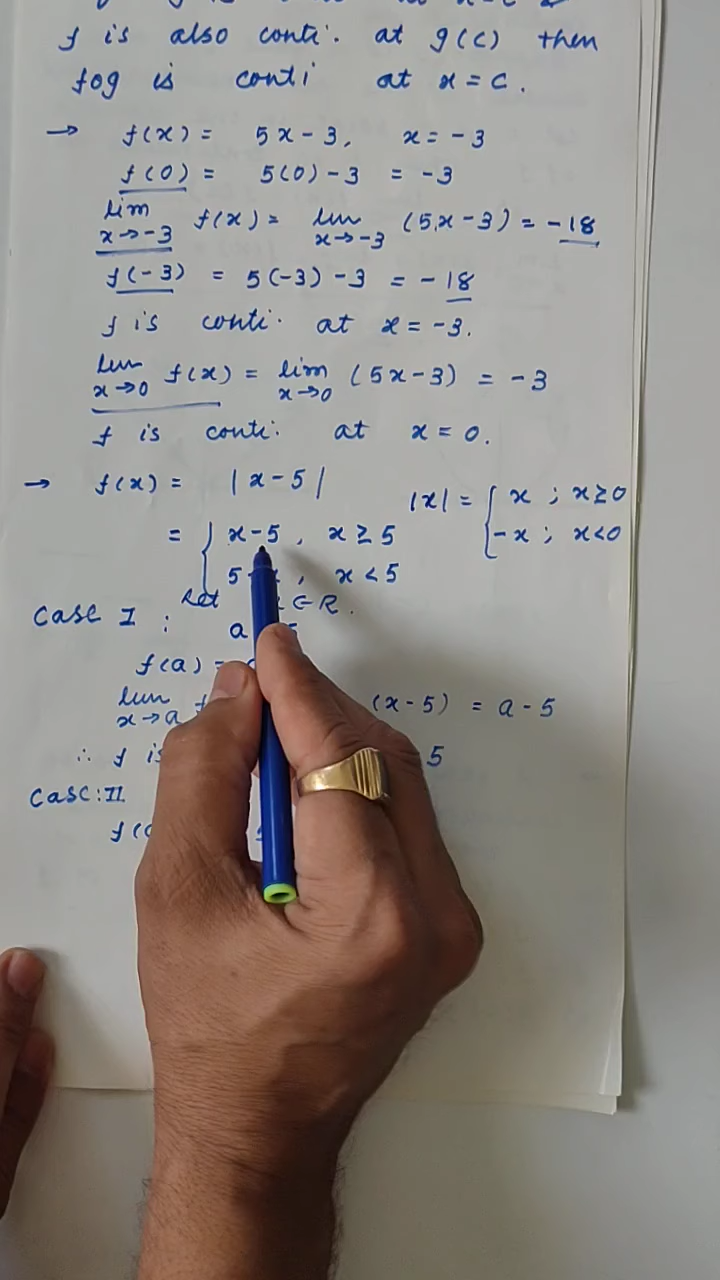 f is also conti. at g(c) then
fog is conti at x = c.
→ f(x) = 5x - 3, x = -3
f(0) = 5(0) - 3 = -3
lim x→-3 f(x) = lim x→-3 (5x - 3) = -18
f(-3) = 5(-3) - 3 = -18
f is conti. at x = -3.
lim x→0 f(x) = lim x→0 (5x - 3) = -3
f is conti. at x = 0.
→ f(x) = |x - 5|
|x| = { x ; x ≥ 0
-x ; x < 0
= { x - 5 , x ≥ 5
5 , x < 5
Let ∈ R.
Case I :
a
f(a) =
lim x→a (x - 5) = a - 5
∴ f is 5
Case : II